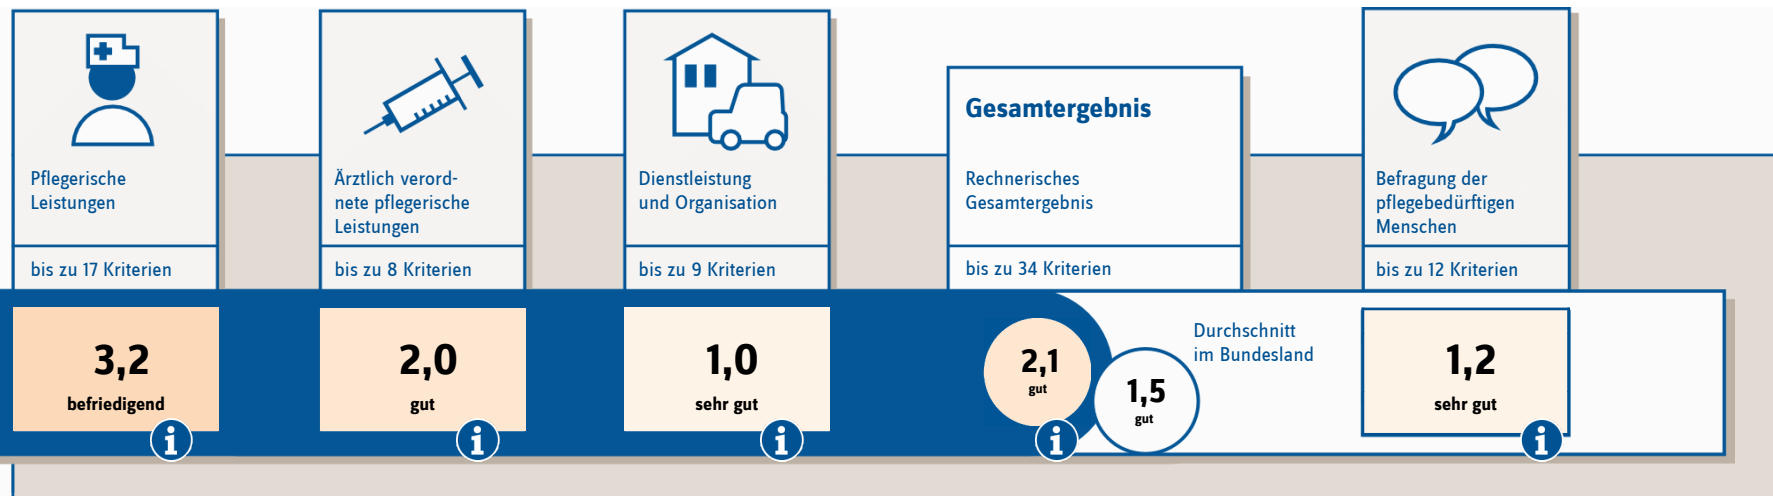 Pflegerische
Leistungen
bis zu 17 Kriterien
3,2
befriedigend
i
Ärztlich verord-
nete pflegerische
Leistungen
bis zu 8 Kriterien
2,0
gut
i
Dienstleistung
und Organisation
bis zu 9 Kriterien
1,0
sehr gut
i
Gesamtergebnis
Rechnerisches
Gesamtergebnis
bis zu 34 Kriterien
2,1
gut
i
1,5
gut
Durchschnitt
im Bundesland
Befragung der
pflegebedürftigen
Menschen
bis zu 12 Kriterien
1,2
sehr gut
i